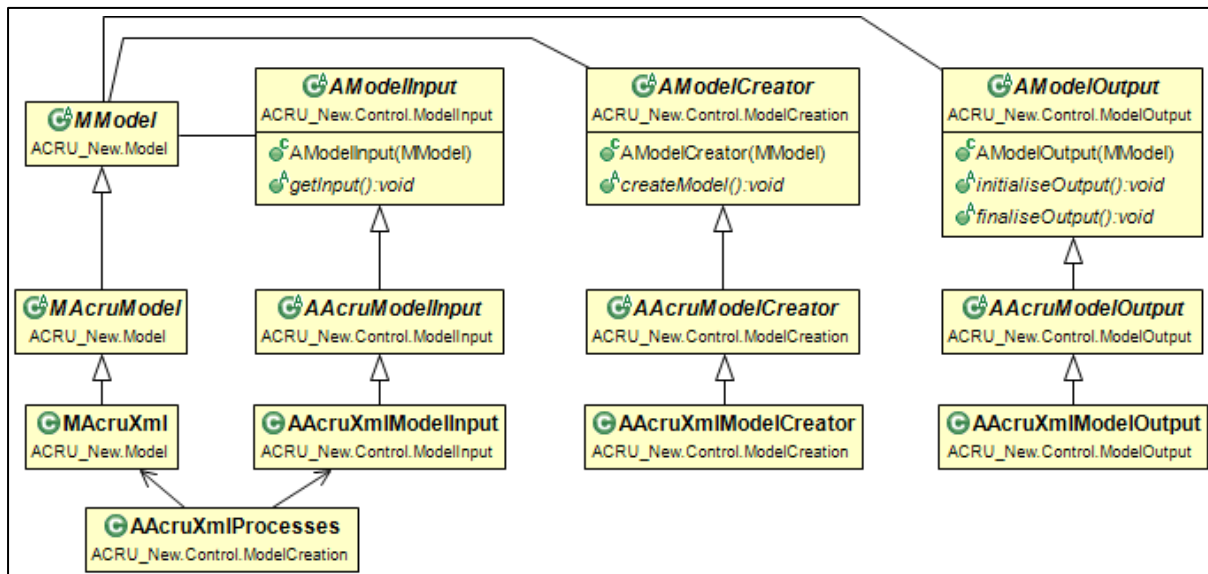 MModel
ACRU_New.Model
AModelInput
ACRU_New.Control.ModelInput
AModelInput(MModel)
getInput():void
AModelCreator
ACRU_New.Control.ModelCreation
AModelCreator(MModel)
createModel():void
AModelOutput
ACRU_New.Control.ModelOutput
AModelOutput(MModel)
initialiseOutput():void
finaliseOutput():void
MAcruModel
ACRU_New.Model
AAcruModelInput
ACRU_New.Control.ModelInput
AAcruModelCreator
ACRU_New.Control.ModelCreation
AAcruModelOutput
ACRU_New.Control.ModelOutput
MAcruXml
ACRU_New.Model
AAcruXmlModelInput
ACRU_New.Control.ModelInput
AAcruXmlModelCreator
ACRU_New.Control.ModelCreation
AAcruXmlModelOutput
ACRU_New.Control.ModelOutput
AAcruXmlProcesses
ACRU_New.Control.ModelCreation